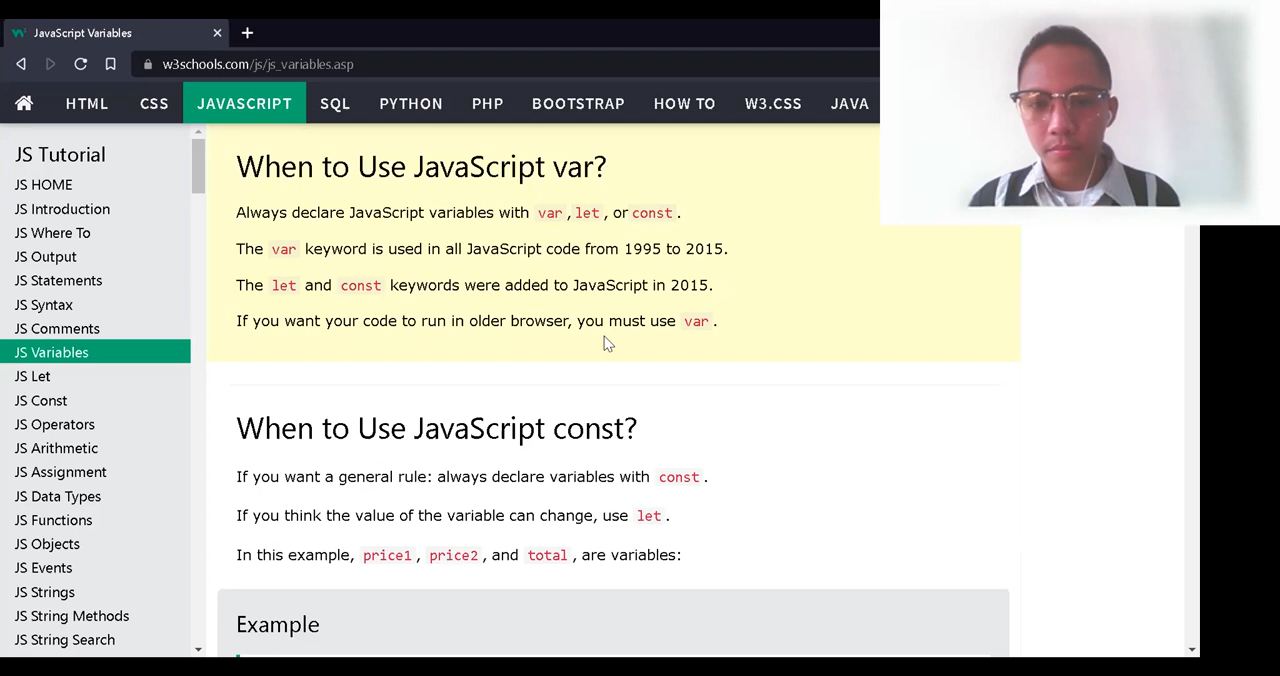 JavaScript Variables
w3schools.com/js/js_variables.asp
HTML CSS JAVASCRIPT SQL PYTHON PHP BOOTSTRAP HOW TO W3.CSS JAVA
JS Tutorial
JS HOME
JS Introduction
JS Where To
JS Output
JS Statements
JS Syntax
JS Comments
JS Variables
JS Let
JS Const
JS Operators
JS Arithmetic
JS Assignment
JS Data Types
JS Functions
JS Objects
JS Events
JS Strings
JS String Methods
JS String Search
When to Use JavaScript var?
Always declare JavaScript variables with var, let, or const.
The var keyword is used in all JavaScript code from 1995 to 2015.
The let and const keywords were added to JavaScript in 2015.
If you want your code to run in older browser, you must use var.
When to Use JavaScript const?
If you want a general rule: always declare variables with const.
If you think the value of the variable can change, use let.
In this example, price1, price2, and total, are variables:
Example